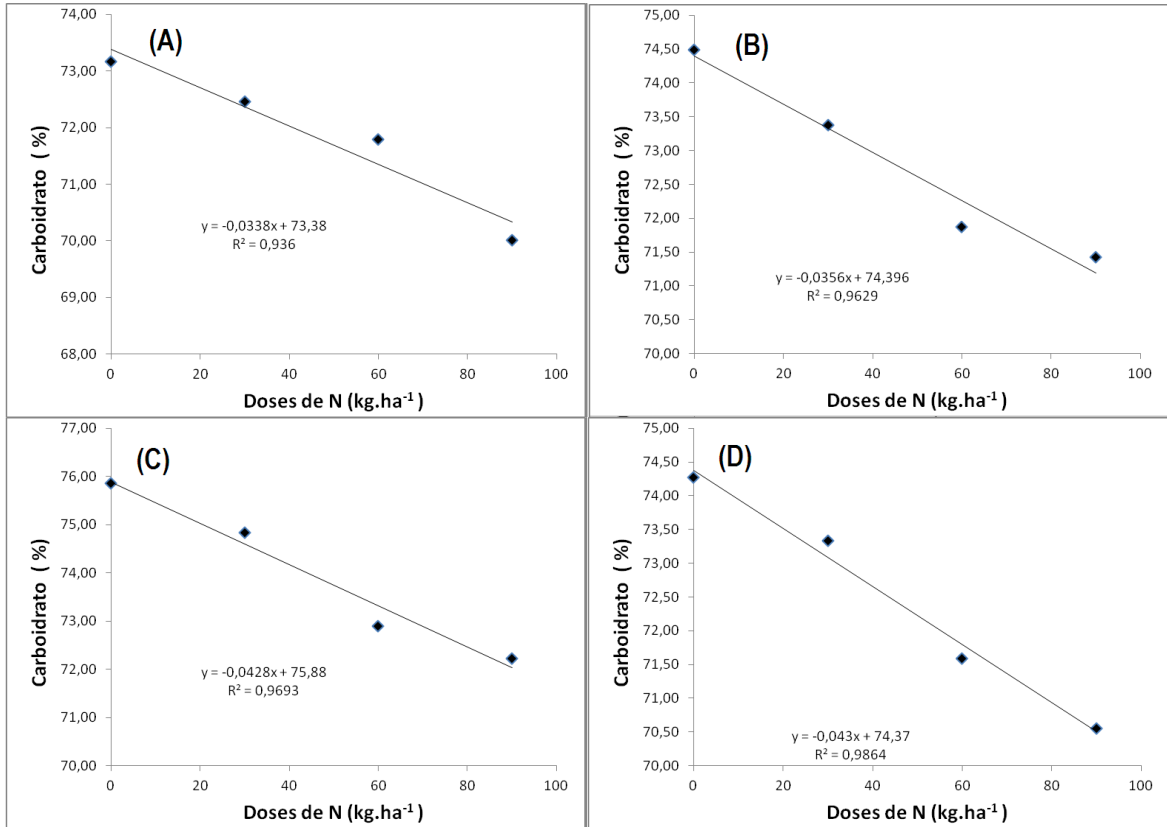 (A)
Carboidrato ( %)
74,00
73,00
72,00
71,00
70,00
69,00
68,00
y = -0,0338x + 73,38
R² = 0,936
0 20 40 60 80 100
Doses de N (kg.ha⁻¹)
(B)
Carboidrato ( %)
75,00
74,50
74,00
73,50
73,00
72,50
72,00
71,50
71,00
70,50
70,00
y = -0,0356x + 74,396
R² = 0,9629
0 20 40 60 80 100
Doses de N (kg.ha⁻¹)
(C)
Carboidrato ( %)
77,00
76,00
75,00
74,00
73,00
72,00
71,00
70,00
y = -0,0428x + 75,88
R² = 0,9693
0 20 40 60 80 100
Doses de N (kg.ha⁻¹)
(D)
Carboidrato ( %)
75,00
74,50
74,00
73,50
73,00
72,50
72,00
71,50
71,00
70,50
70,00
y = -0,043x + 74,37
R² = 0,9864
0 20 40 60 80 100
Doses de N (kg.ha⁻¹)